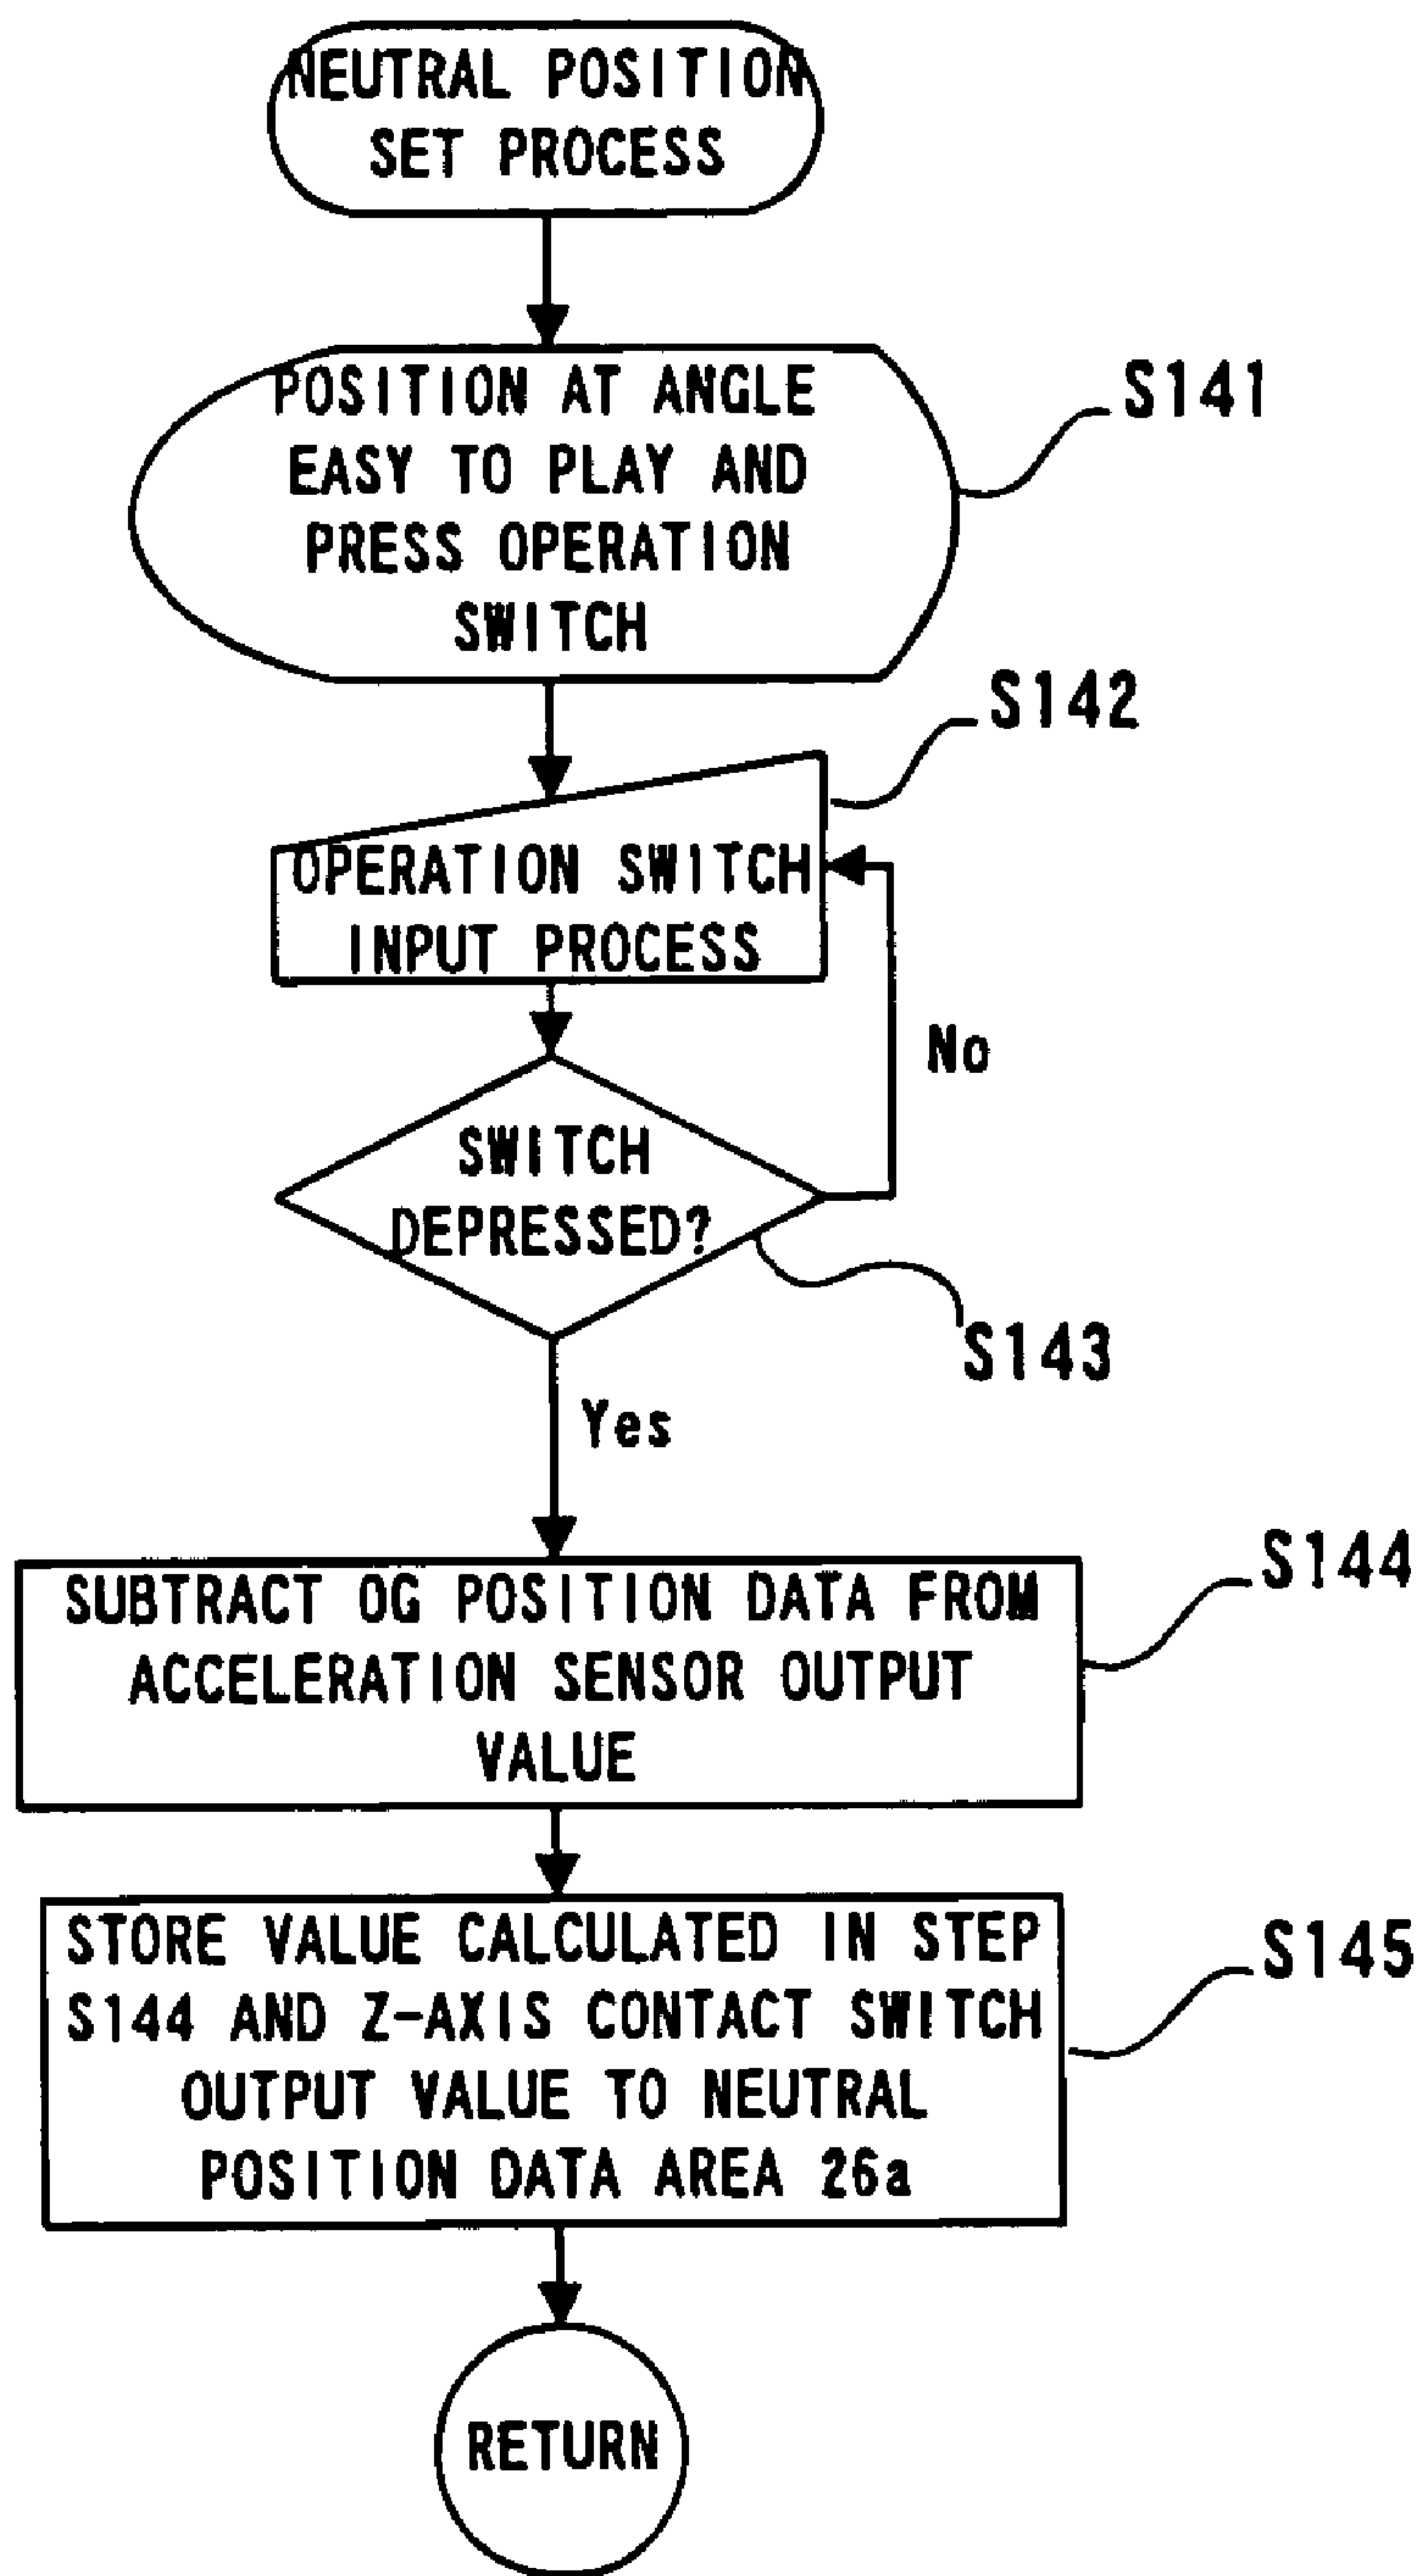 NEUTRAL POSITION
SET PROCESS
POSITION AT ANGLE
EASY TO PLAY AND
PRESS OPERATION
SWITCH
S141
S142
OPERATION SWITCH
INPUT PROCESS
No
SWITCH
DEPRESSED?
S143
Yes
SUBTRACT 0G POSITION DATA FROM
ACCELERATION SENSOR OUTPUT
VALUE
S144
STORE VALUE CALCULATED IN STEP
S144 AND Z-AXIS CONTACT SWITCH
OUTPUT VALUE TO NEUTRAL
POSITION DATA AREA 26a
S145
RETURN